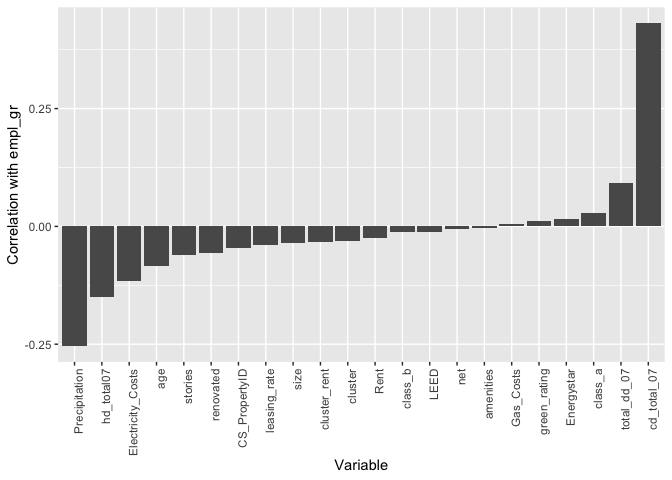 Correlation with empl_gr
0.25
0.00
-0.25
Precipitation
hd_total07
Electricity_Costs
age
stories
renovated
CS_PropertyID
leasing_rate
size
cluster_rent
cluster
Rent
class_b
LEED
net
amenities
Gas_Costs
green_rating
Energystar
class_a
total_dd_07
cd_total_07
Variable